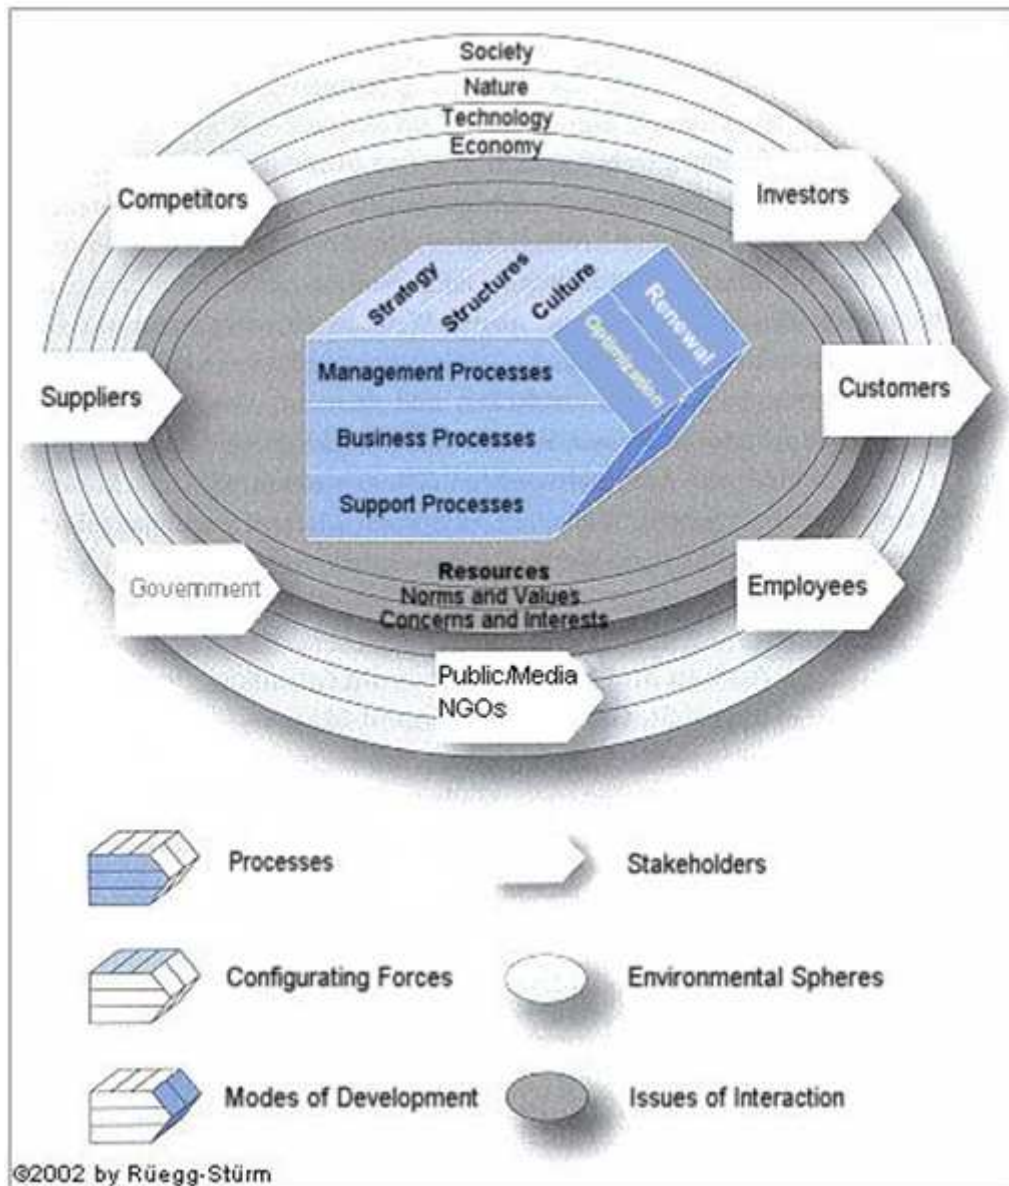 Society
Nature
Technology
Economy
Competitors
Investors
Strategy
Structures
Culture
Renewal
Optimization
Management Processes
Business Processes
Support Processes
Suppliers
Customers
Government
Employees
Resources
Norms and Values
Concerns and Interests
Public/Media
NGOs
Processes
Stakeholders
Configurating Forces
Environmental Spheres
Modes of Development
Issues of Interaction
©2002 by Rüegg-Stürm